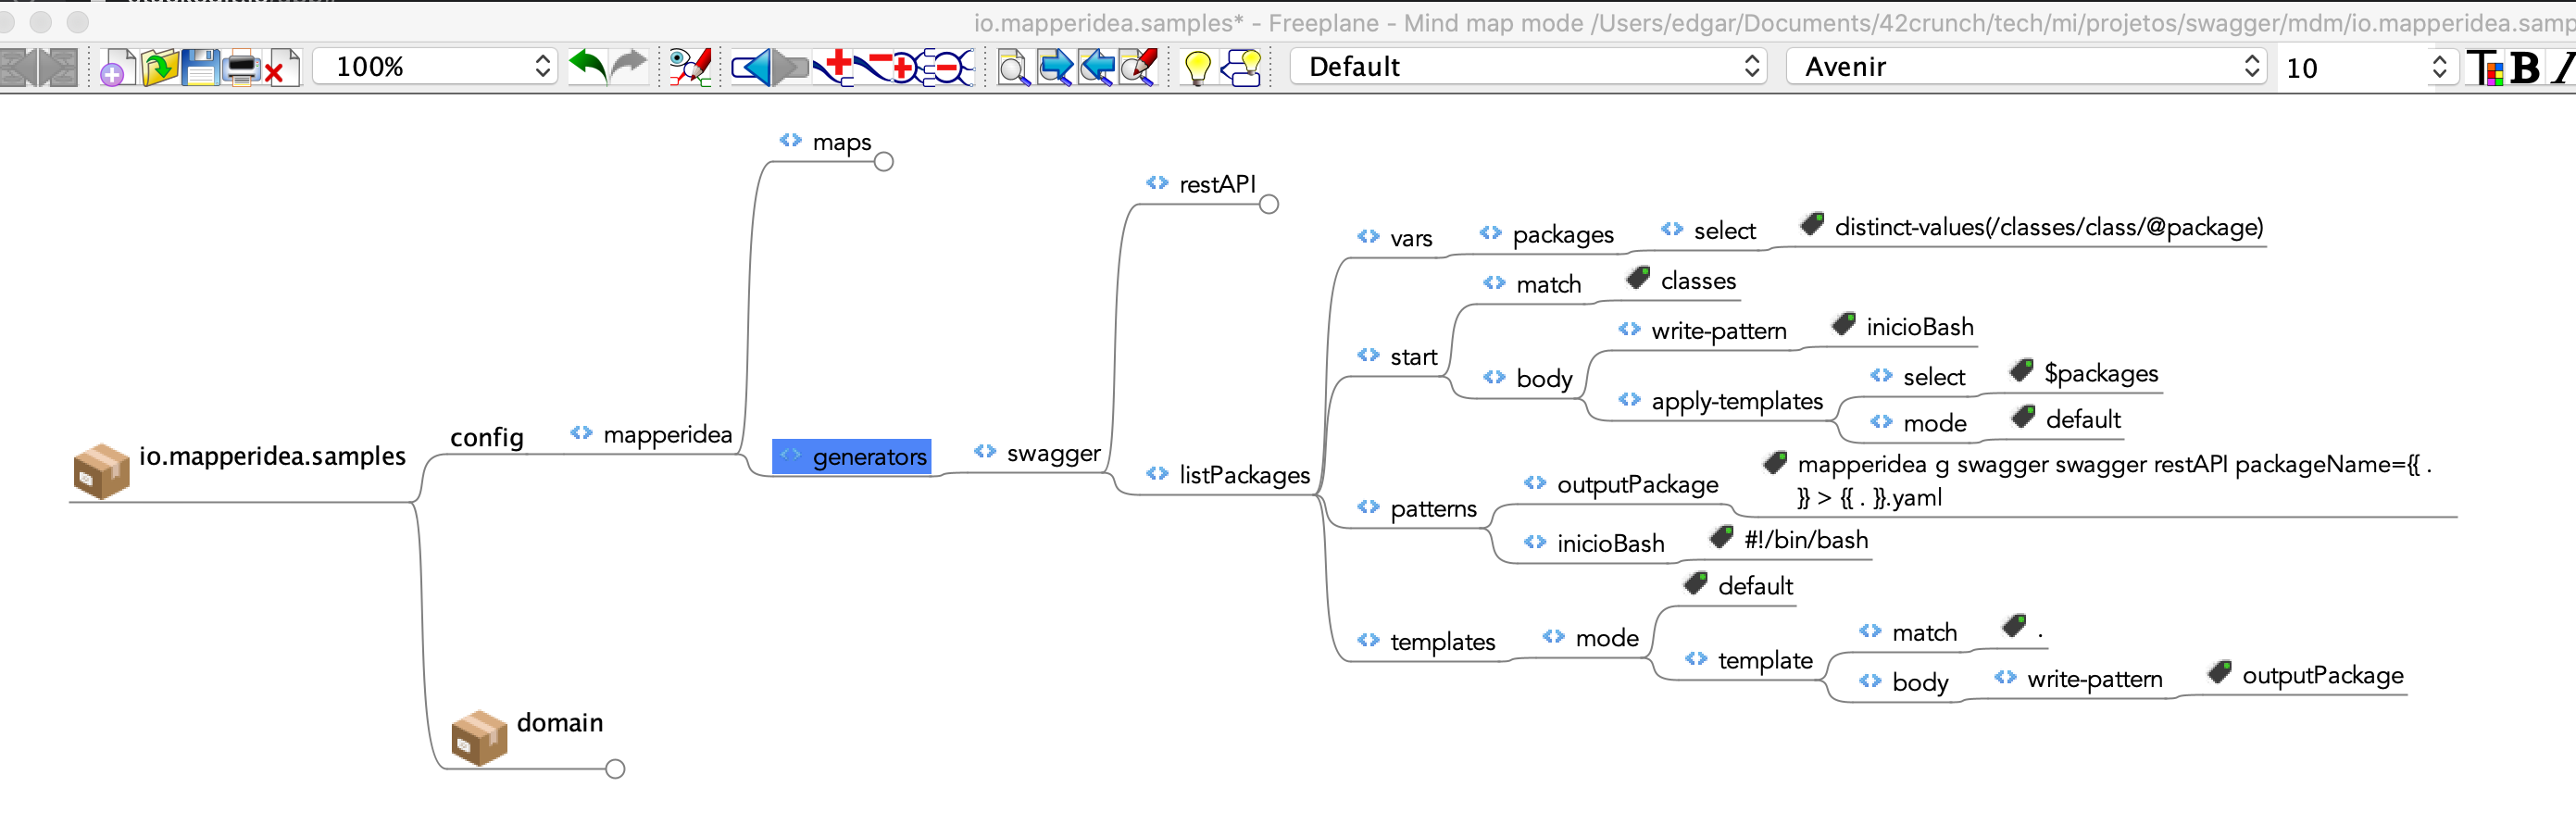 io.mapperidea.samples* - Freeplane - Mind map mode /Users/edgar/Documents/42crunch/tech/mi/projetos/swagger/mdm/io.mapperidea.samp
100%
Default
Avenir
10
B
I
maps
restAPI
vars
packages
select
distinct-values(/classes/class/@package)
match
classes
write-pattern
inicioBash
start
body
select
$packages
apply-templates
mode
default
io.mapperidea.samples
config
mapperidea
generators
swagger
listPackages
mapperidea g swagger swagger restAPI packageName={{ .
}} > {{ . }}.yaml
outputPackage
patterns
inicioBash
#!/bin/bash
default
templates
mode
match
.
template
body
write-pattern
outputPackage
domain